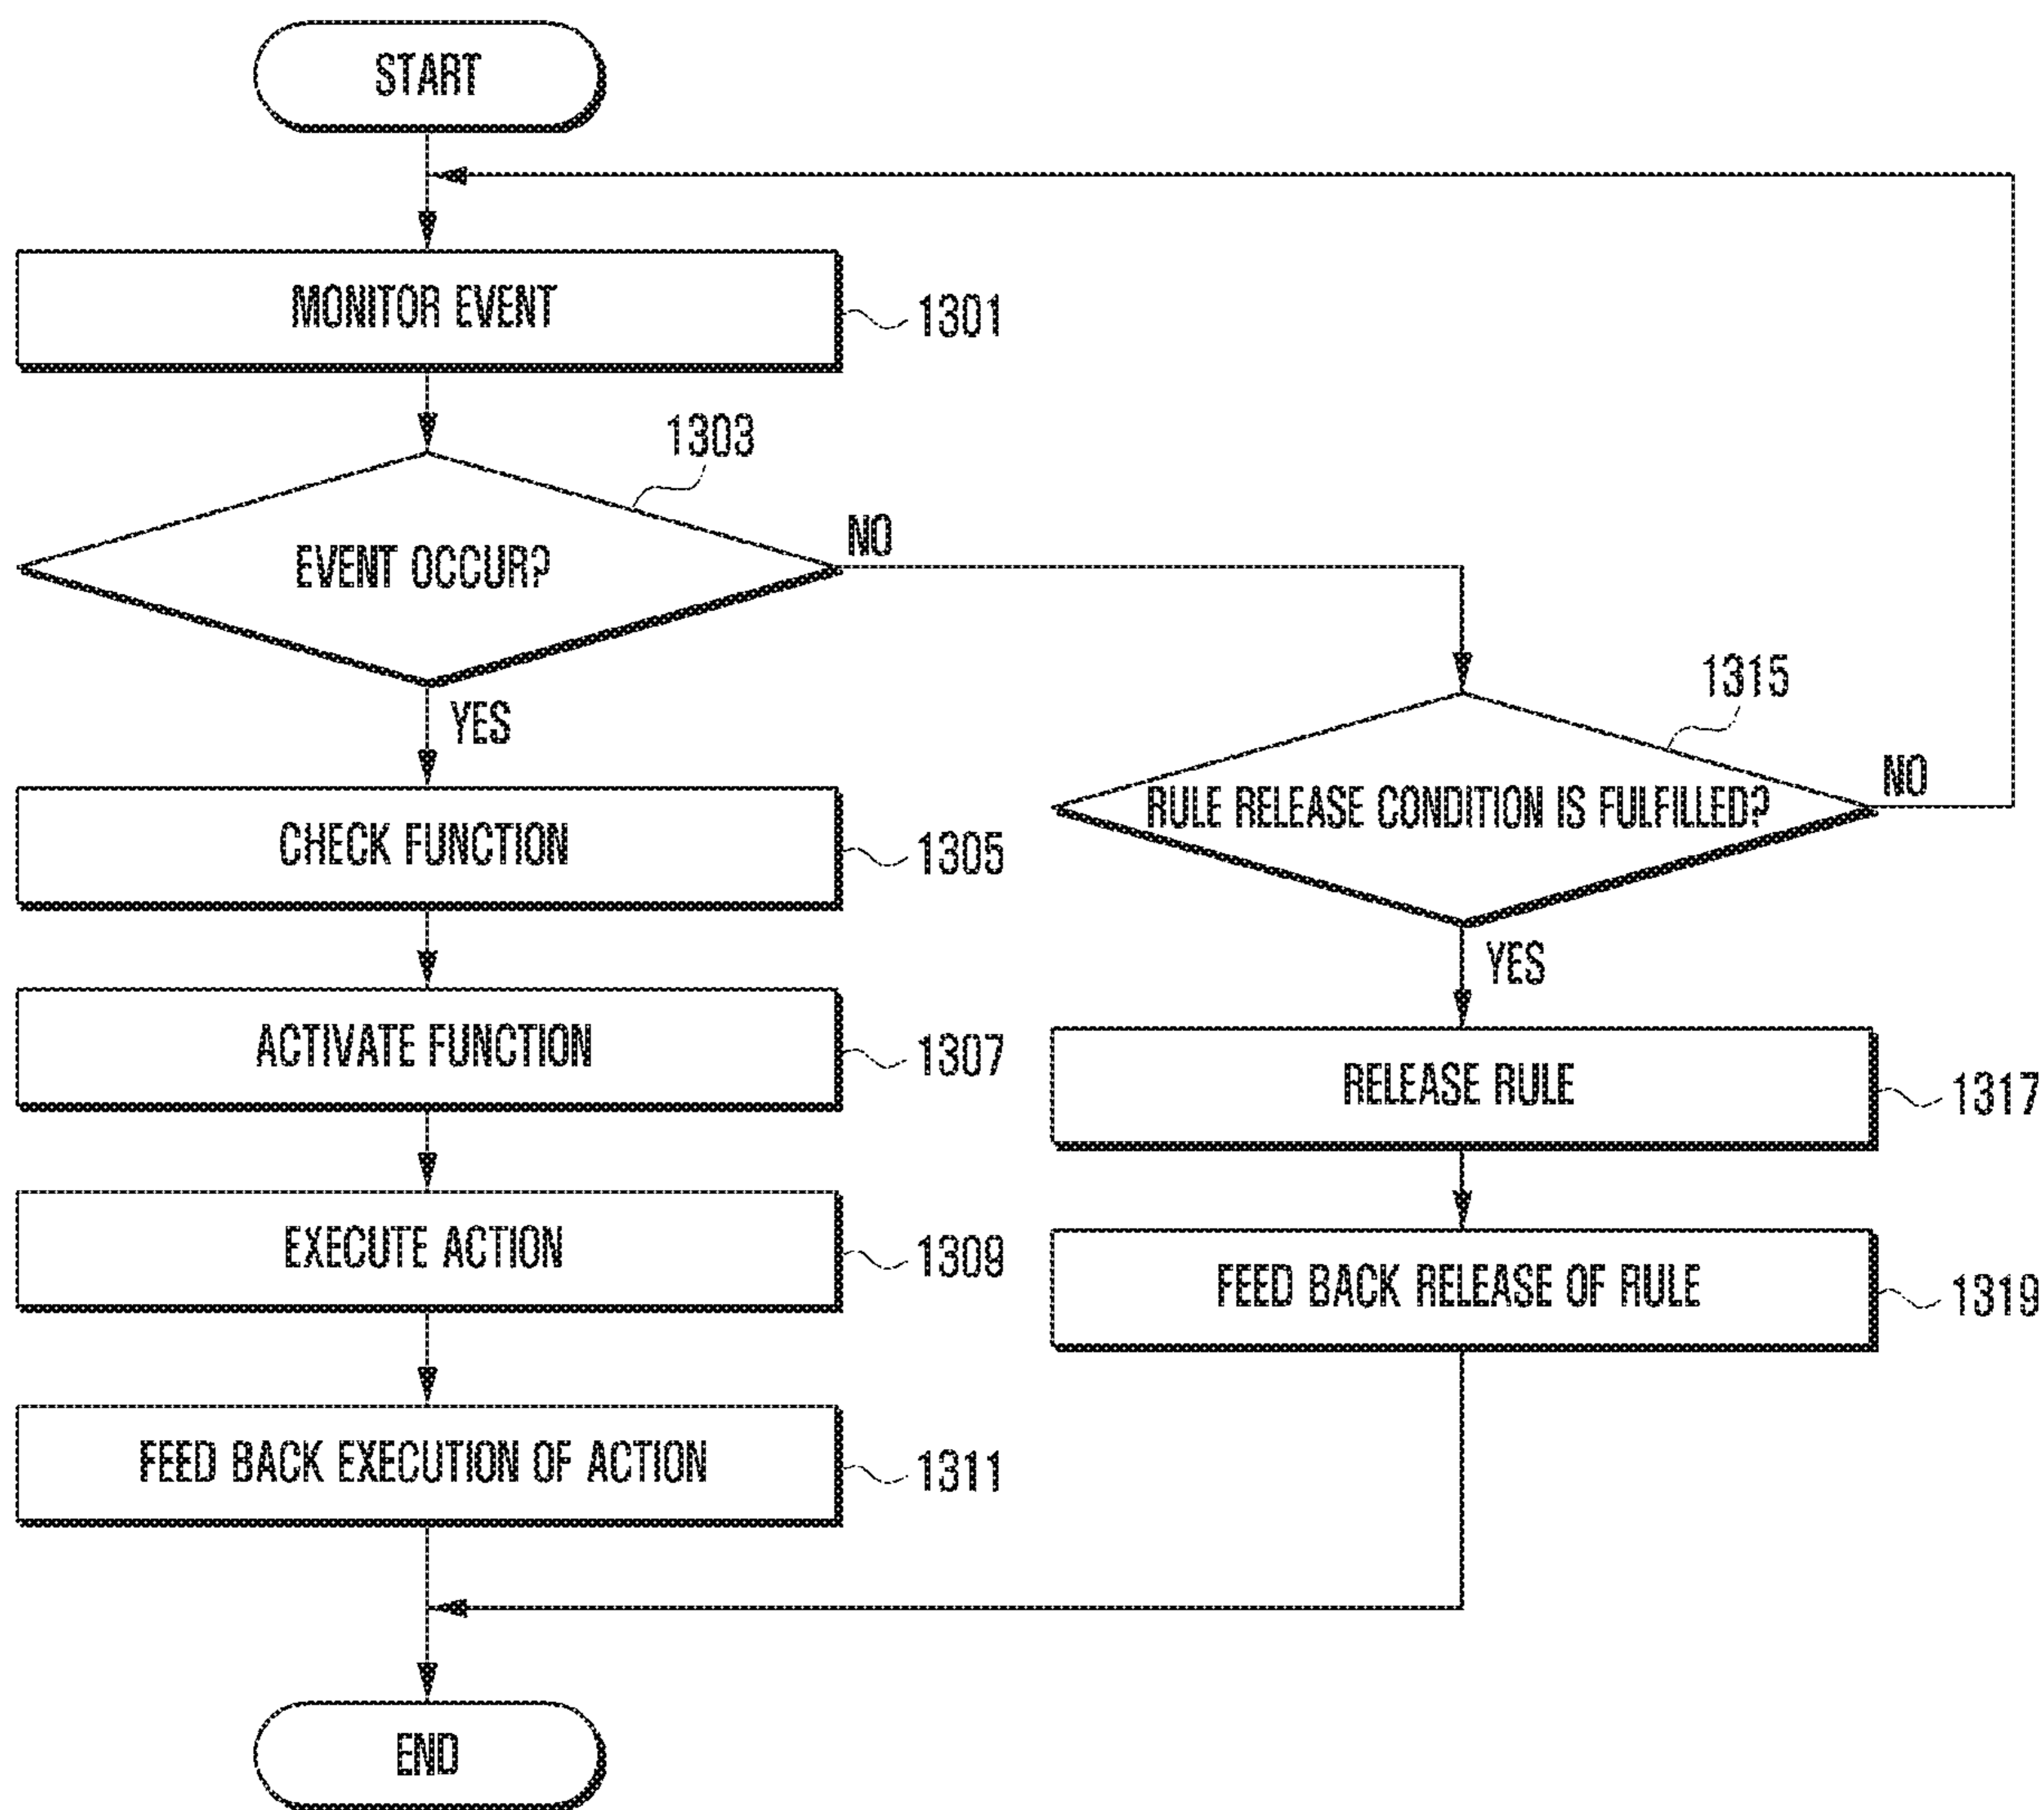 START
MONITOR EVENT
1301
1303
EVENT OCCUR?
NO
YES
CHECK FUNCTION
1305
ACTIVATE FUNCTION
1307
EXECUTE ACTION
1309
FEED BACK EXECUTION OF ACTION
1311
1315
RULE RELEASE CONDITION IS FULFILLED?
NO
YES
RELEASE RULE
1317
FEED BACK RELEASE OF RULE
1319
END